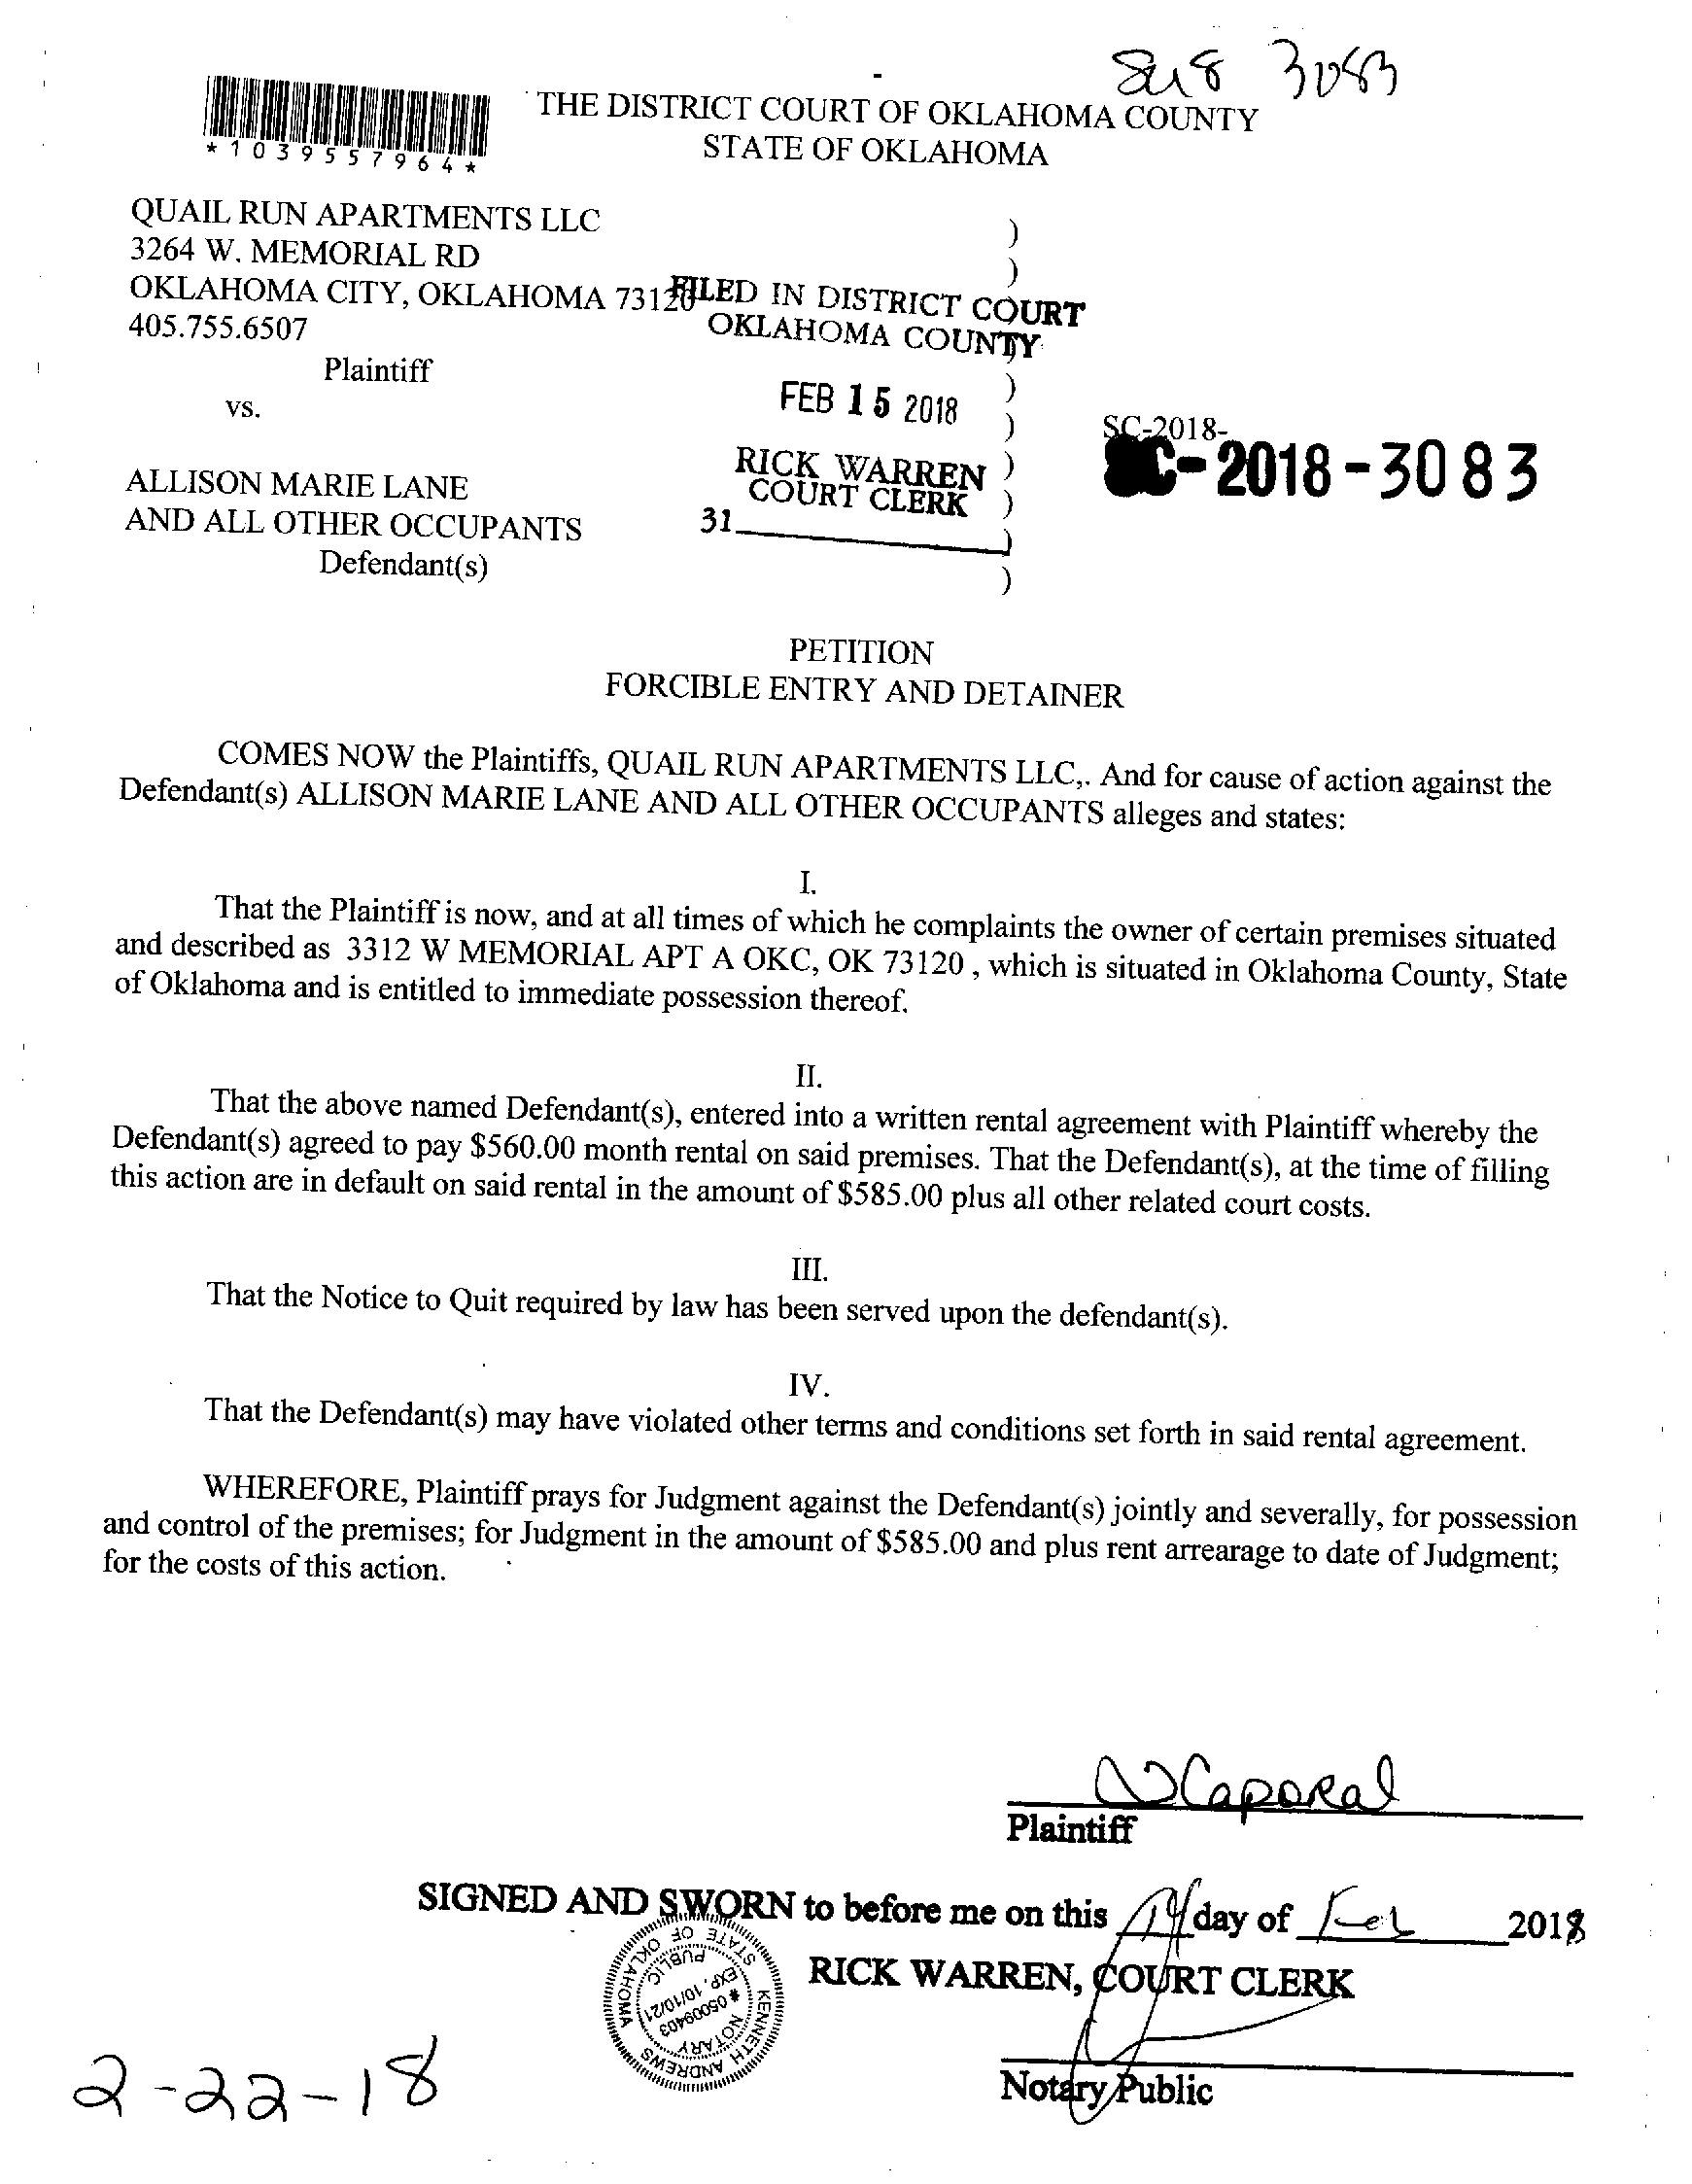 3083
THE DISTRICT COURT OF OKLAHOMA COUNTY
STATE OF OKLAHOMA
*1039557964*
QUAIL RUN APARTMENTS LLC )
3264 W. MEMORIAL RD )
OKLAHOMA CITY, OKLAHOMA 73120
405.755.6507
FILED IN DISTRICT COURT
OKLAHOMA COUNTY
Plaintiff )
vs. )
FEB 15 2018
SC-2018-
SC-2018-3083
RICK WARREN )
COURT CLERK )
31
ALLISON MARIE LANE
AND ALL OTHER OCCUPANTS )
Defendant(s) )
PETITION
FORCIBLE ENTRY AND DETAINER
COMES NOW the Plaintiffs, QUAIL RUN APARTMENTS LLC,. And for cause of action against the
Defendant(s) ALLISON MARIE LANE AND ALL OTHER OCCUPANTS alleges and states:
I.
That the Plaintiff is now, and at all times of which he complaints the owner of certain premises situated
and described as 3312 W MEMORIAL APT A OKC, OK 73120 , which is situated in Oklahoma County, State
of Oklahoma and is entitled to immediate possession thereof.
II.
That the above named Defendant(s), entered into a written rental agreement with Plaintiff whereby the
Defendant(s) agreed to pay $560.00 month rental on said premises. That the Defendant(s), at the time of filling
this action are in default on said rental in the amount of $585.00 plus all other related court costs.
III.
That the Notice to Quit required by law has been served upon the defendant(s).
IV.
That the Defendant(s) may have violated other terms and conditions set forth in said rental agreement.
WHEREFORE, Plaintiff prays for Judgment against the Defendant(s) jointly and severally, for possession
and control of the premises; for Judgment in the amount of $585.00 and plus rent arrearage to date of Judgment;
for the costs of this action.
Caporal
Plaintiff
SIGNED AND SWORN to before me on this 14 day of Feb 2018
RICK WARREN, COURT CLERK
KENNETH ANDREWS
STATE OF OKLAHOMA
NOTARY PUBLIC
# 05009403
EXP. 10/10/21
Notary Public
2-22-18